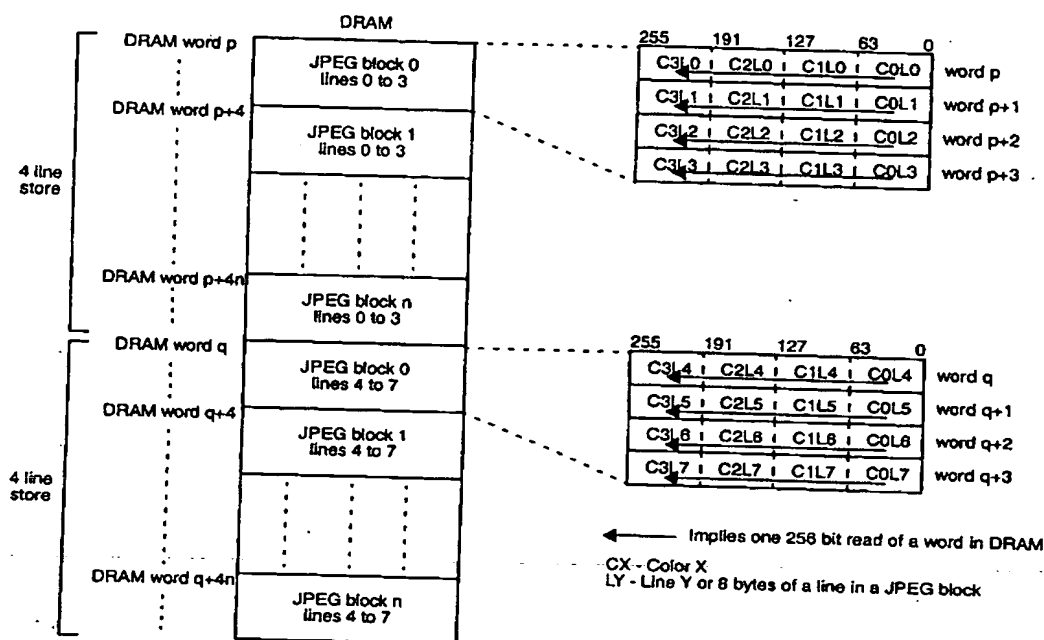 DRAM
DRAM word p
JPEG block 0
lines 0 to 3
DRAM word p+4
JPEG block 1
lines 0 to 3
4 line
store
DRAM word p+4n
JPEG block n
lines 0 to 3
DRAM word q
JPEG block 0
lines 4 to 7
DRAM word q+4
JPEG block 1
lines 4 to 7
4 line
store
DRAM word q+4n
JPEG block n
lines 4 to 7
255 191 127 63 0
C3L0 C2L0 C1L0 C0L0 word p
C3L1 C2L1 C1L1 C0L1 word p+1
C3L2 C2L2 C1L2 C0L2 word p+2
C3L3 C2L3 C1L3 C0L3 word p+3
255 191 127 63 0
C3L4 C2L4 C1L4 C0L4 word q
C3L5 C2L5 C1L5 C0L5 word q+1
C3L6 C2L6 C1L6 C0L6 word q+2
C3L7 C2L7 C1L7 C0L7 word q+3
Implies one 256 bit read of a word in DRAM
CX - Color X
LY - Line Y or 8 bytes of a line in a JPEG block